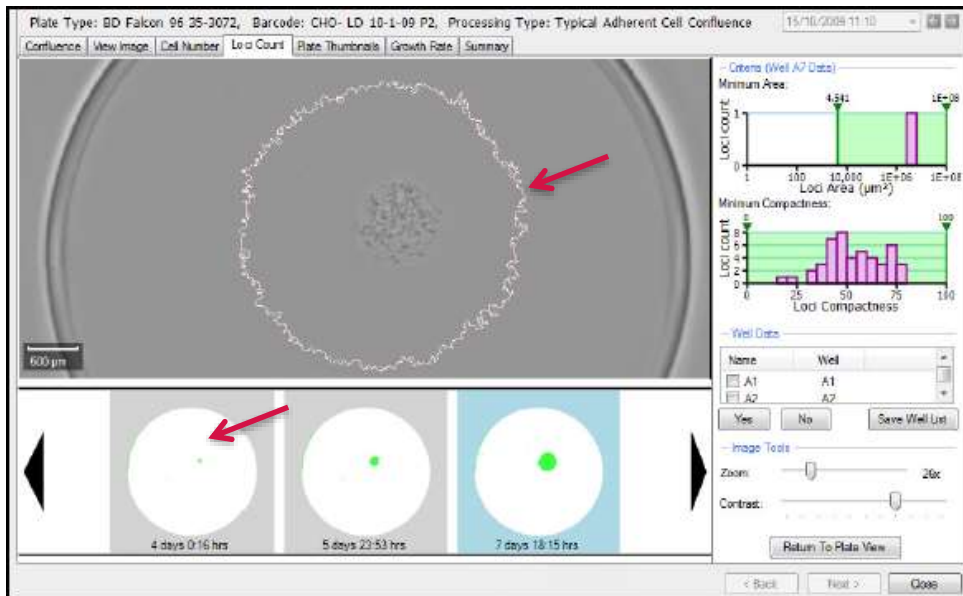 Plate Type: BD Falcon 96 35-3072, Barcode: CHO- LD 10-1-09 P2, Processing Type: Typical Adherent Cell Confluence 15/10/2009 11:10
Confluence View Image Cell Number Loci Count Plate Thumbnails Growth Rate Summary
Criteria (Well A7 Data)
Minimum Area:
4,541 1E+08
Loci count
1
0
1 100 10,000 1E+06 1E+08
Loci Area (µm²)
Minimum Compactness:
0 100
Loci count
8
6
4
2
0
0 25 50 75 100
Loci Compactness
600 µm
Well Data
Name Well
A1 A1
A2 A2
Yes No Save Well List
Image Tools
Zoom:
Contrast:
Return To Plate View
4 days 0:16 hrs 5 days 23:53 hrs 7 days 18:15 hrs
< Back Next > Close